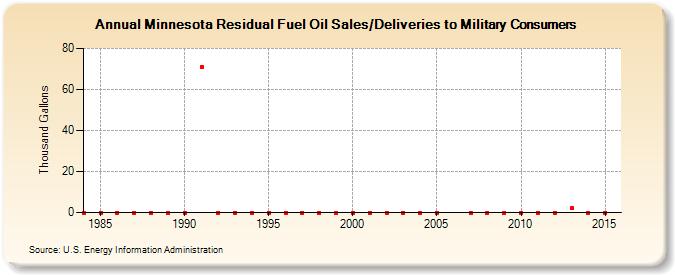 Annual Minnesota Residual Fuel Oil Sales/Deliveries to Military Consumers
Thousand Gallons
80
60
40
20
0
1985 1990 1995 2000 2005 2010 2015
Source: U.S. Energy Information Administration